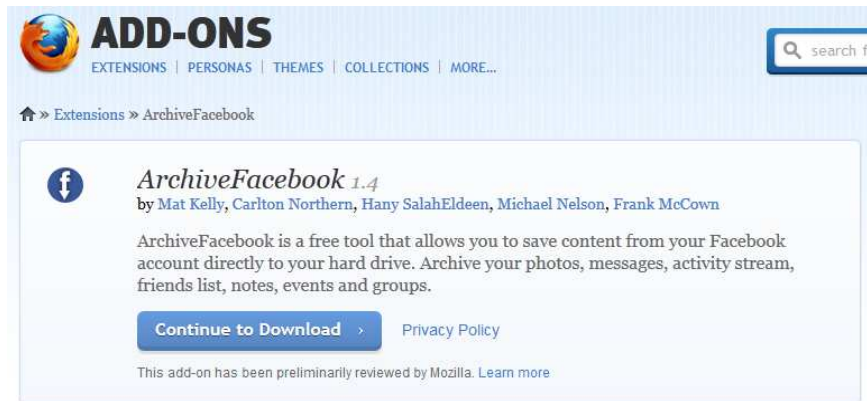 ADD-ONS
EXTENSIONS | PERSONAS | THEMES | COLLECTIONS | MORE...
search f
» Extensions » ArchiveFacebook
ArchiveFacebook 1.4
by Mat Kelly, Carlton Northern, Hany SalahEldeen, Michael Nelson, Frank McCown
ArchiveFacebook is a free tool that allows you to save content from your Facebook
account directly to your hard drive. Archive your photos, messages, activity stream,
friends list, notes, events and groups.
Continue to Download ›
Privacy Policy
This add-on has been preliminarily reviewed by Mozilla. Learn more